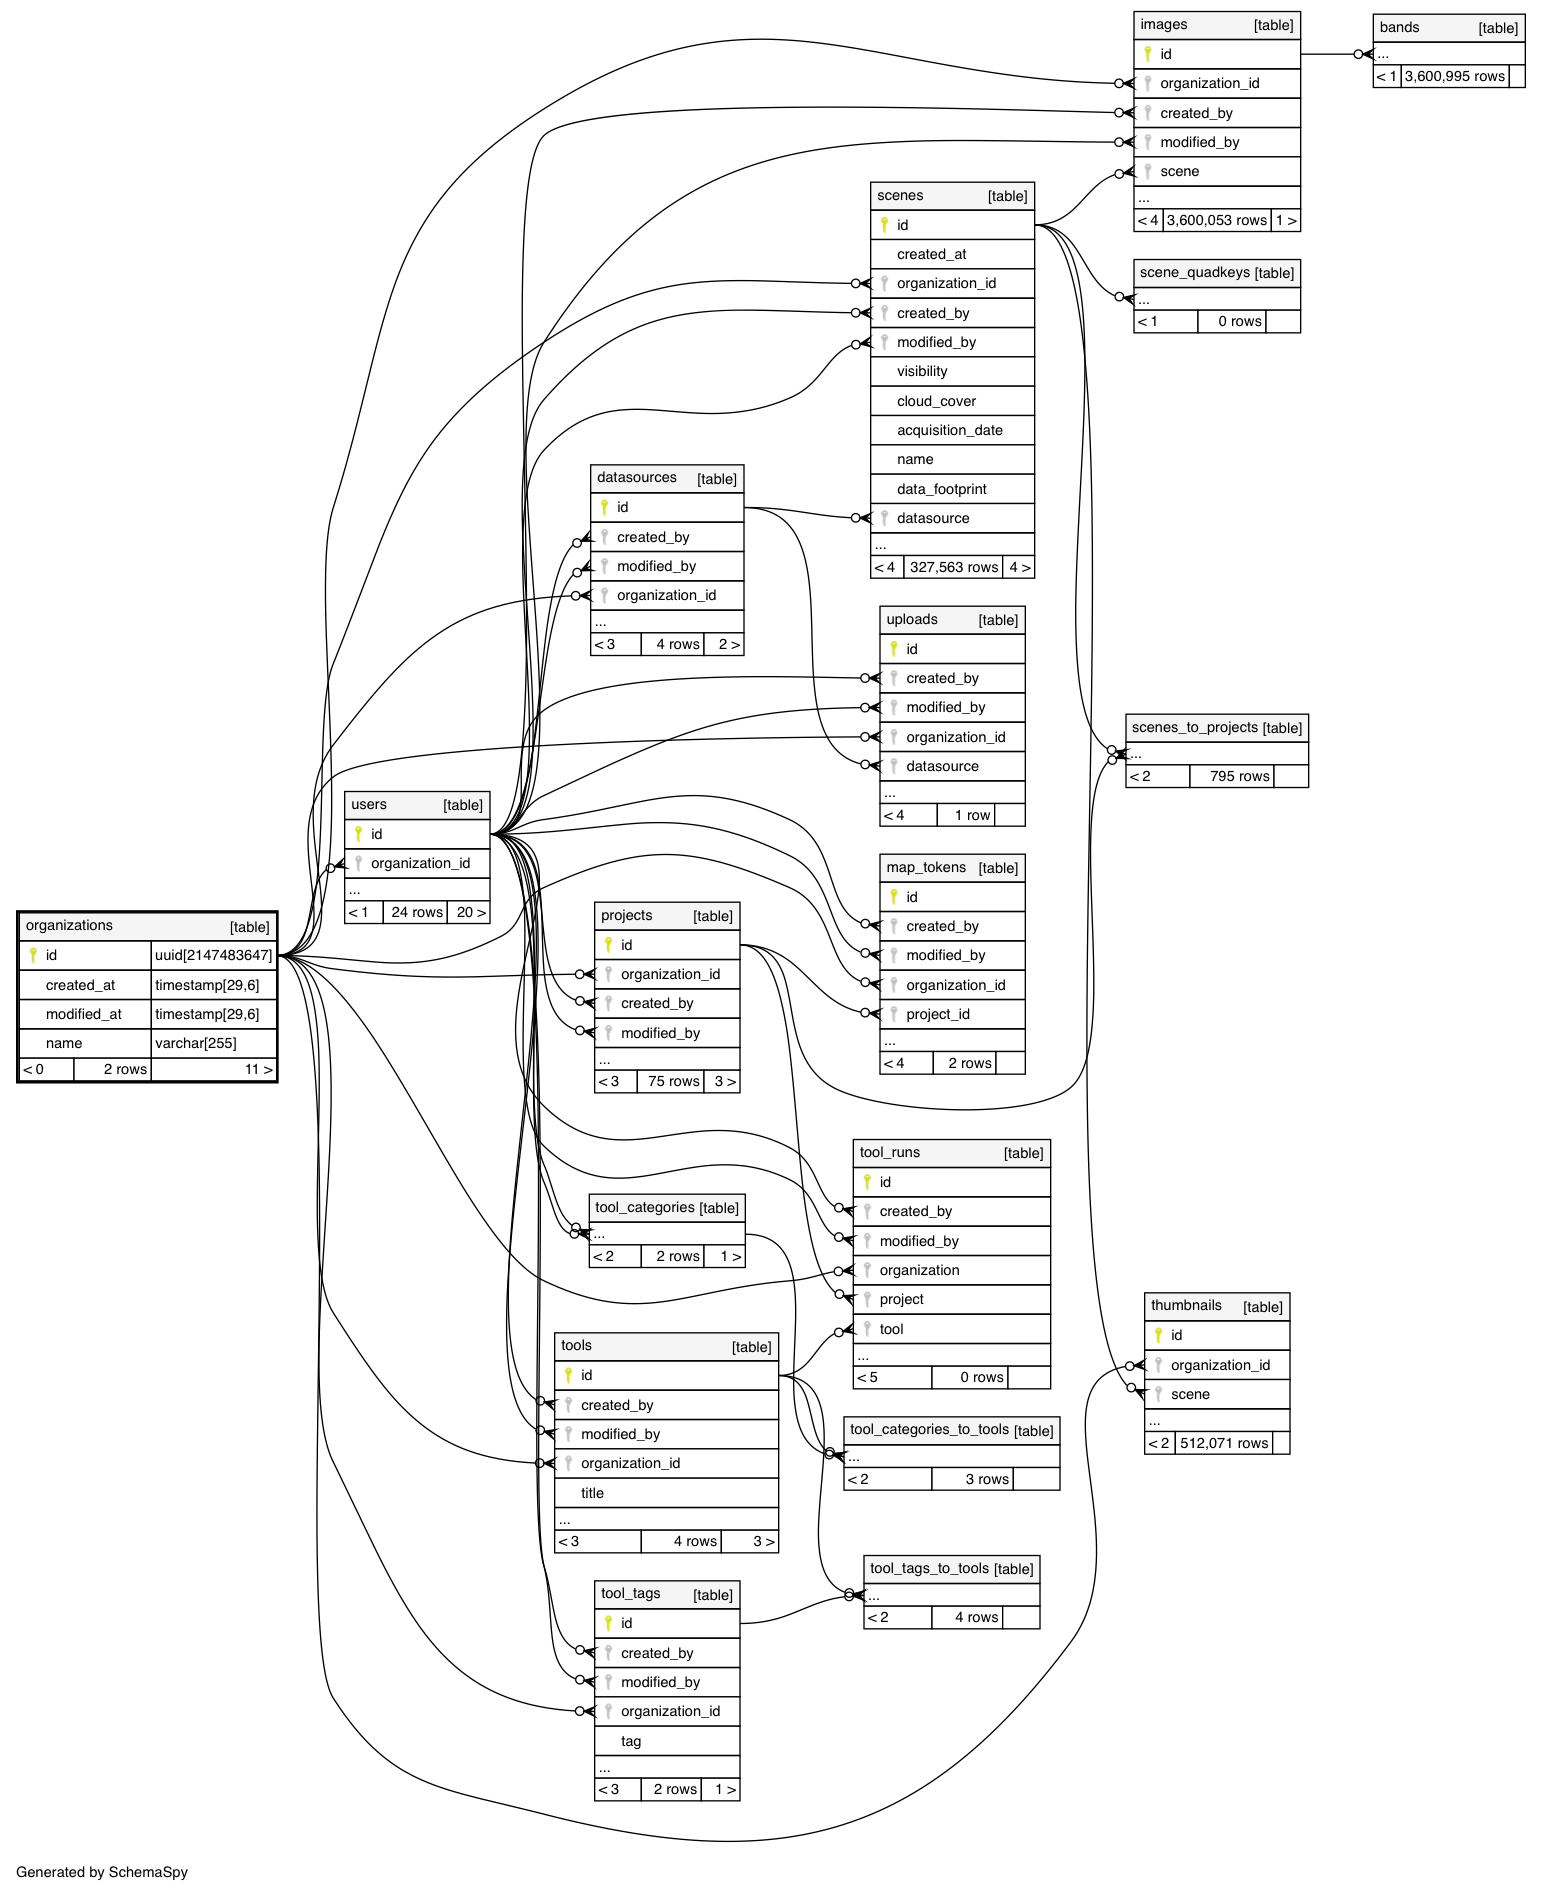 images [table]
id
organization_id
created_by
modified_by
scene
...
< 4 3,600,053 rows 1 >
bands [table]
...
< 1 3,600,995 rows
scenes [table]
id
created_at
organization_id
created_by
modified_by
visibility
cloud_cover
acquisition_date
name
data_footprint
datasource
...
< 4 327,563 rows 4 >
scene_quadkeys [table]
...
< 1 0 rows
datasources [table]
id
created_by
modified_by
organization_id
...
< 3 4 rows 2 >
uploads [table]
id
created_by
modified_by
organization_id
datasource
...
< 4 1 row
scenes_to_projects [table]
...
< 2 795 rows
users [table]
id
organization_id
...
< 1 24 rows 20 >
map_tokens [table]
id
created_by
modified_by
organization_id
project_id
...
< 4 2 rows
organizations [table]
id uuid[2147483647]
created_at timestamp[29,6]
modified_at timestamp[29,6]
name varchar[255]
< 0 2 rows 11 >
projects [table]
id
organization_id
created_by
modified_by
...
< 3 75 rows 3 >
tool_runs [table]
id
created_by
modified_by
organization
project
tool
...
< 5 0 rows
tool_categories [table]
...
< 2 2 rows 1 >
thumbnails [table]
id
organization_id
scene
...
< 2 512,071 rows
tools [table]
id
created_by
modified_by
organization_id
title
...
< 3 4 rows 3 >
tool_categories_to_tools [table]
...
< 2 3 rows
tool_tags_to_tools [table]
...
< 2 4 rows
tool_tags [table]
id
created_by
modified_by
organization_id
tag
...
< 3 2 rows 1 >
Generated by SchemaSpy